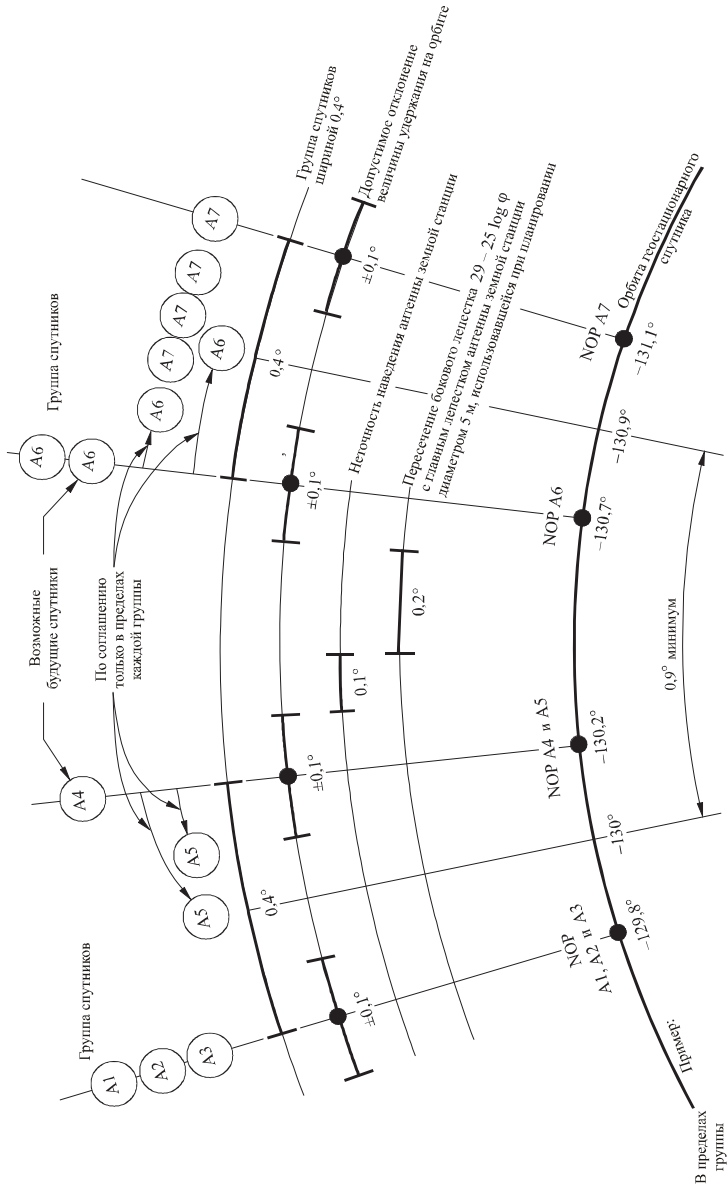 Группа спутников
A1
A2
A3
A5
A5
A4
Возможные
будущие спутники
По соглашению
только в пределах
каждой группы
Группа спутников
A6
A6
A6
A6
A7
A7
A7
A7
Группа спутников
шириной 0,4°
0,4°
0,4°
Допустимое отклонение
величины удержания на орбите
±0,1°
±0,1°
,
±0,1°
±0,1°
Неточность наведения антенны земной станции
0,1°
Пересечение бокового лепестка 29 – 25 log φ
с главным лепестком антенны земной станции
диаметром 5 м, использовавшейся при планировании
0,2°
NOP
A1, A2 и A3
NOP A4 и A5
NOP A6
NOP A7
Орбита геостационарного
спутника
–129,8°
–130°
–130,2°
–130,7°
–130,9°
–131,1°
0,9° минимум
Пример:
В пределах
группы